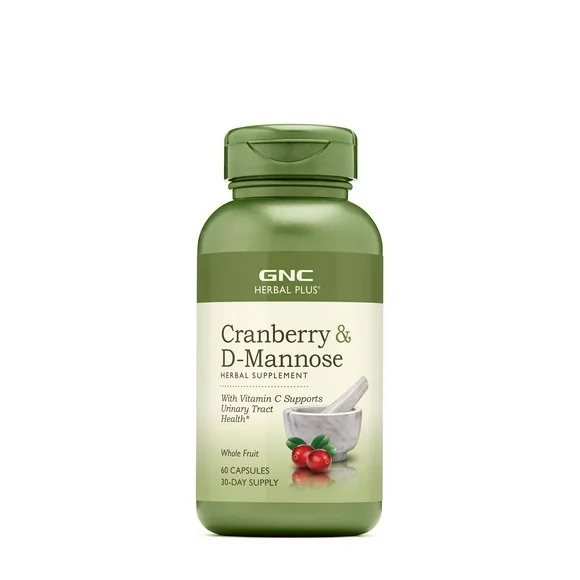 GNC
HERBAL PLUS®
Cranberry &
D-Mannose
HERBAL SUPPLEMENT
With Vitamin C Supports
Urinary Tract
Health*
Whole Fruit
60 CAPSULES
30-DAY SUPPLY